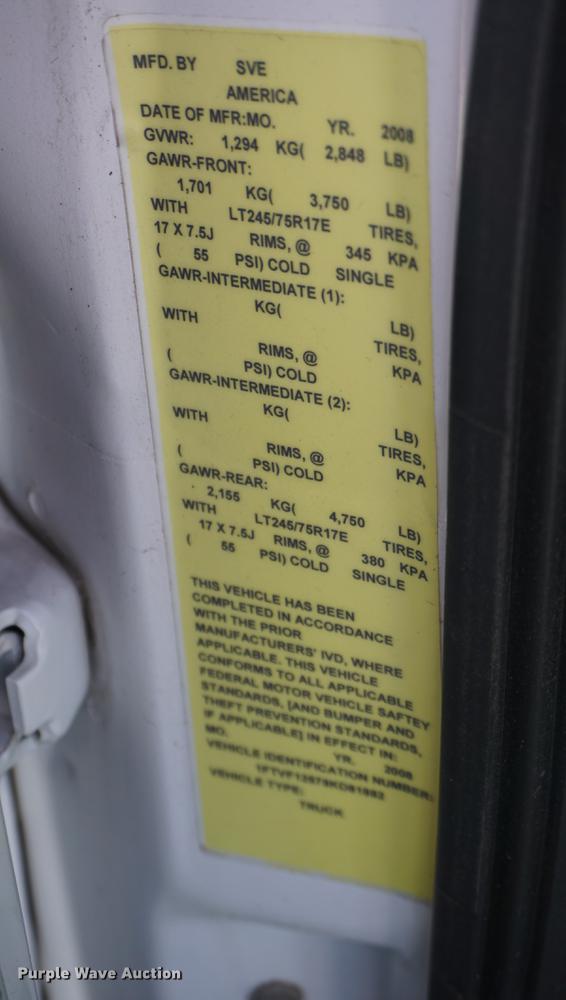 MFD. BY SVE
AMERICA
DATE OF MFR:MO. YR. 2008
GVWR: 1,294 KG( 2,848 LB)
GAWR-FRONT:
1,701 KG( 3,750 LB)
WITH LT245/75R17E TIRES,
17 X 7.5J RIMS, @ 345 KPA
( 55 PSI) COLD SINGLE
GAWR-INTERMEDIATE (1):
KG( LB)
WITH TIRES,
RIMS, @ KPA
( PSI) COLD
GAWR-INTERMEDIATE (2):
KG( LB)
WITH TIRES,
RIMS, @ KPA
( PSI) COLD
GAWR-REAR:
2,155 KG( 4,750 LB)
WITH LT245/75R17E TIRES,
17 X 7.5J RIMS, @ 380 KPA
( 55 PSI) COLD SINGLE
THIS VEHICLE HAS BEEN
COMPLETED IN ACCORDANCE
WITH THE PRIOR
MANUFACTURERS' IVD, WHERE
APPLICABLE. THIS VEHICLE
CONFORMS TO ALL APPLICABLE
FEDERAL MOTOR VEHICLE SAFTEY
STANDARDS, [AND BUMPER AND
THEFT PREVENTION STANDARDS,
IF APPLICABLE] IN EFFECT IN:
MO. YR. 2008
VEHICLE IDENTIFICATION NUMBER:
VEHICLE TYPE:
TRUCK
Purple Wave Auction